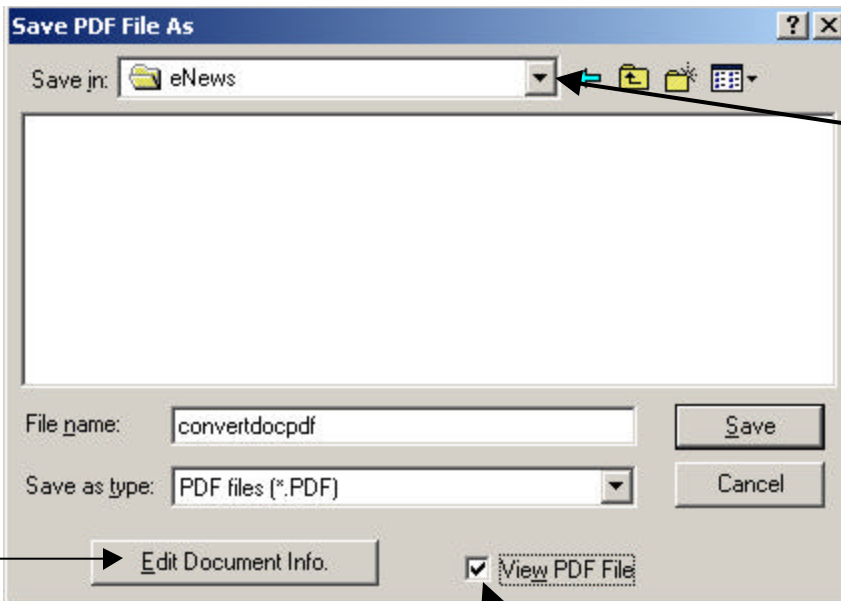 Save PDF File As
Save in: eNews
File name: convertdocpdf Save
Save as type: PDF files (*.PDF) Cancel
Edit Document Info. View PDF File